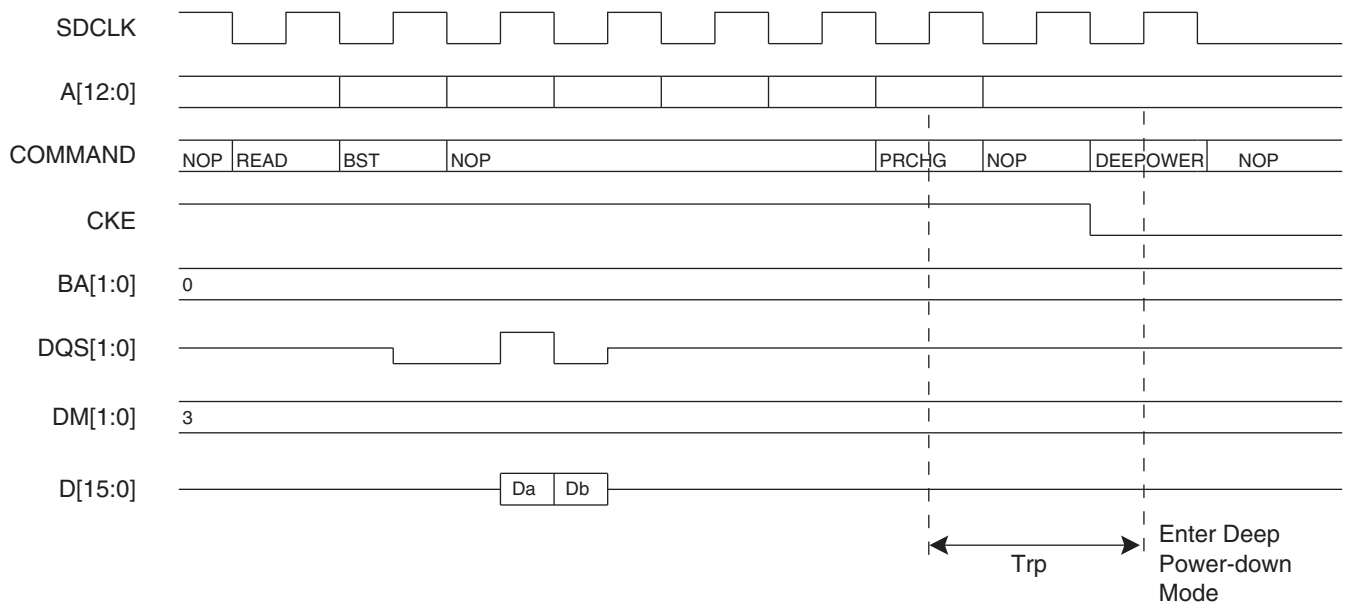 SDCLK
A[12:0]
COMMAND NOP READ BST NOP PRCHG NOP DEEPOWER NOP
CKE
BA[1:0] 0
DQS[1:0]
DM[1:0] 3
D[15:0] Da Db
Trp
Enter Deep
Power-down
Mode